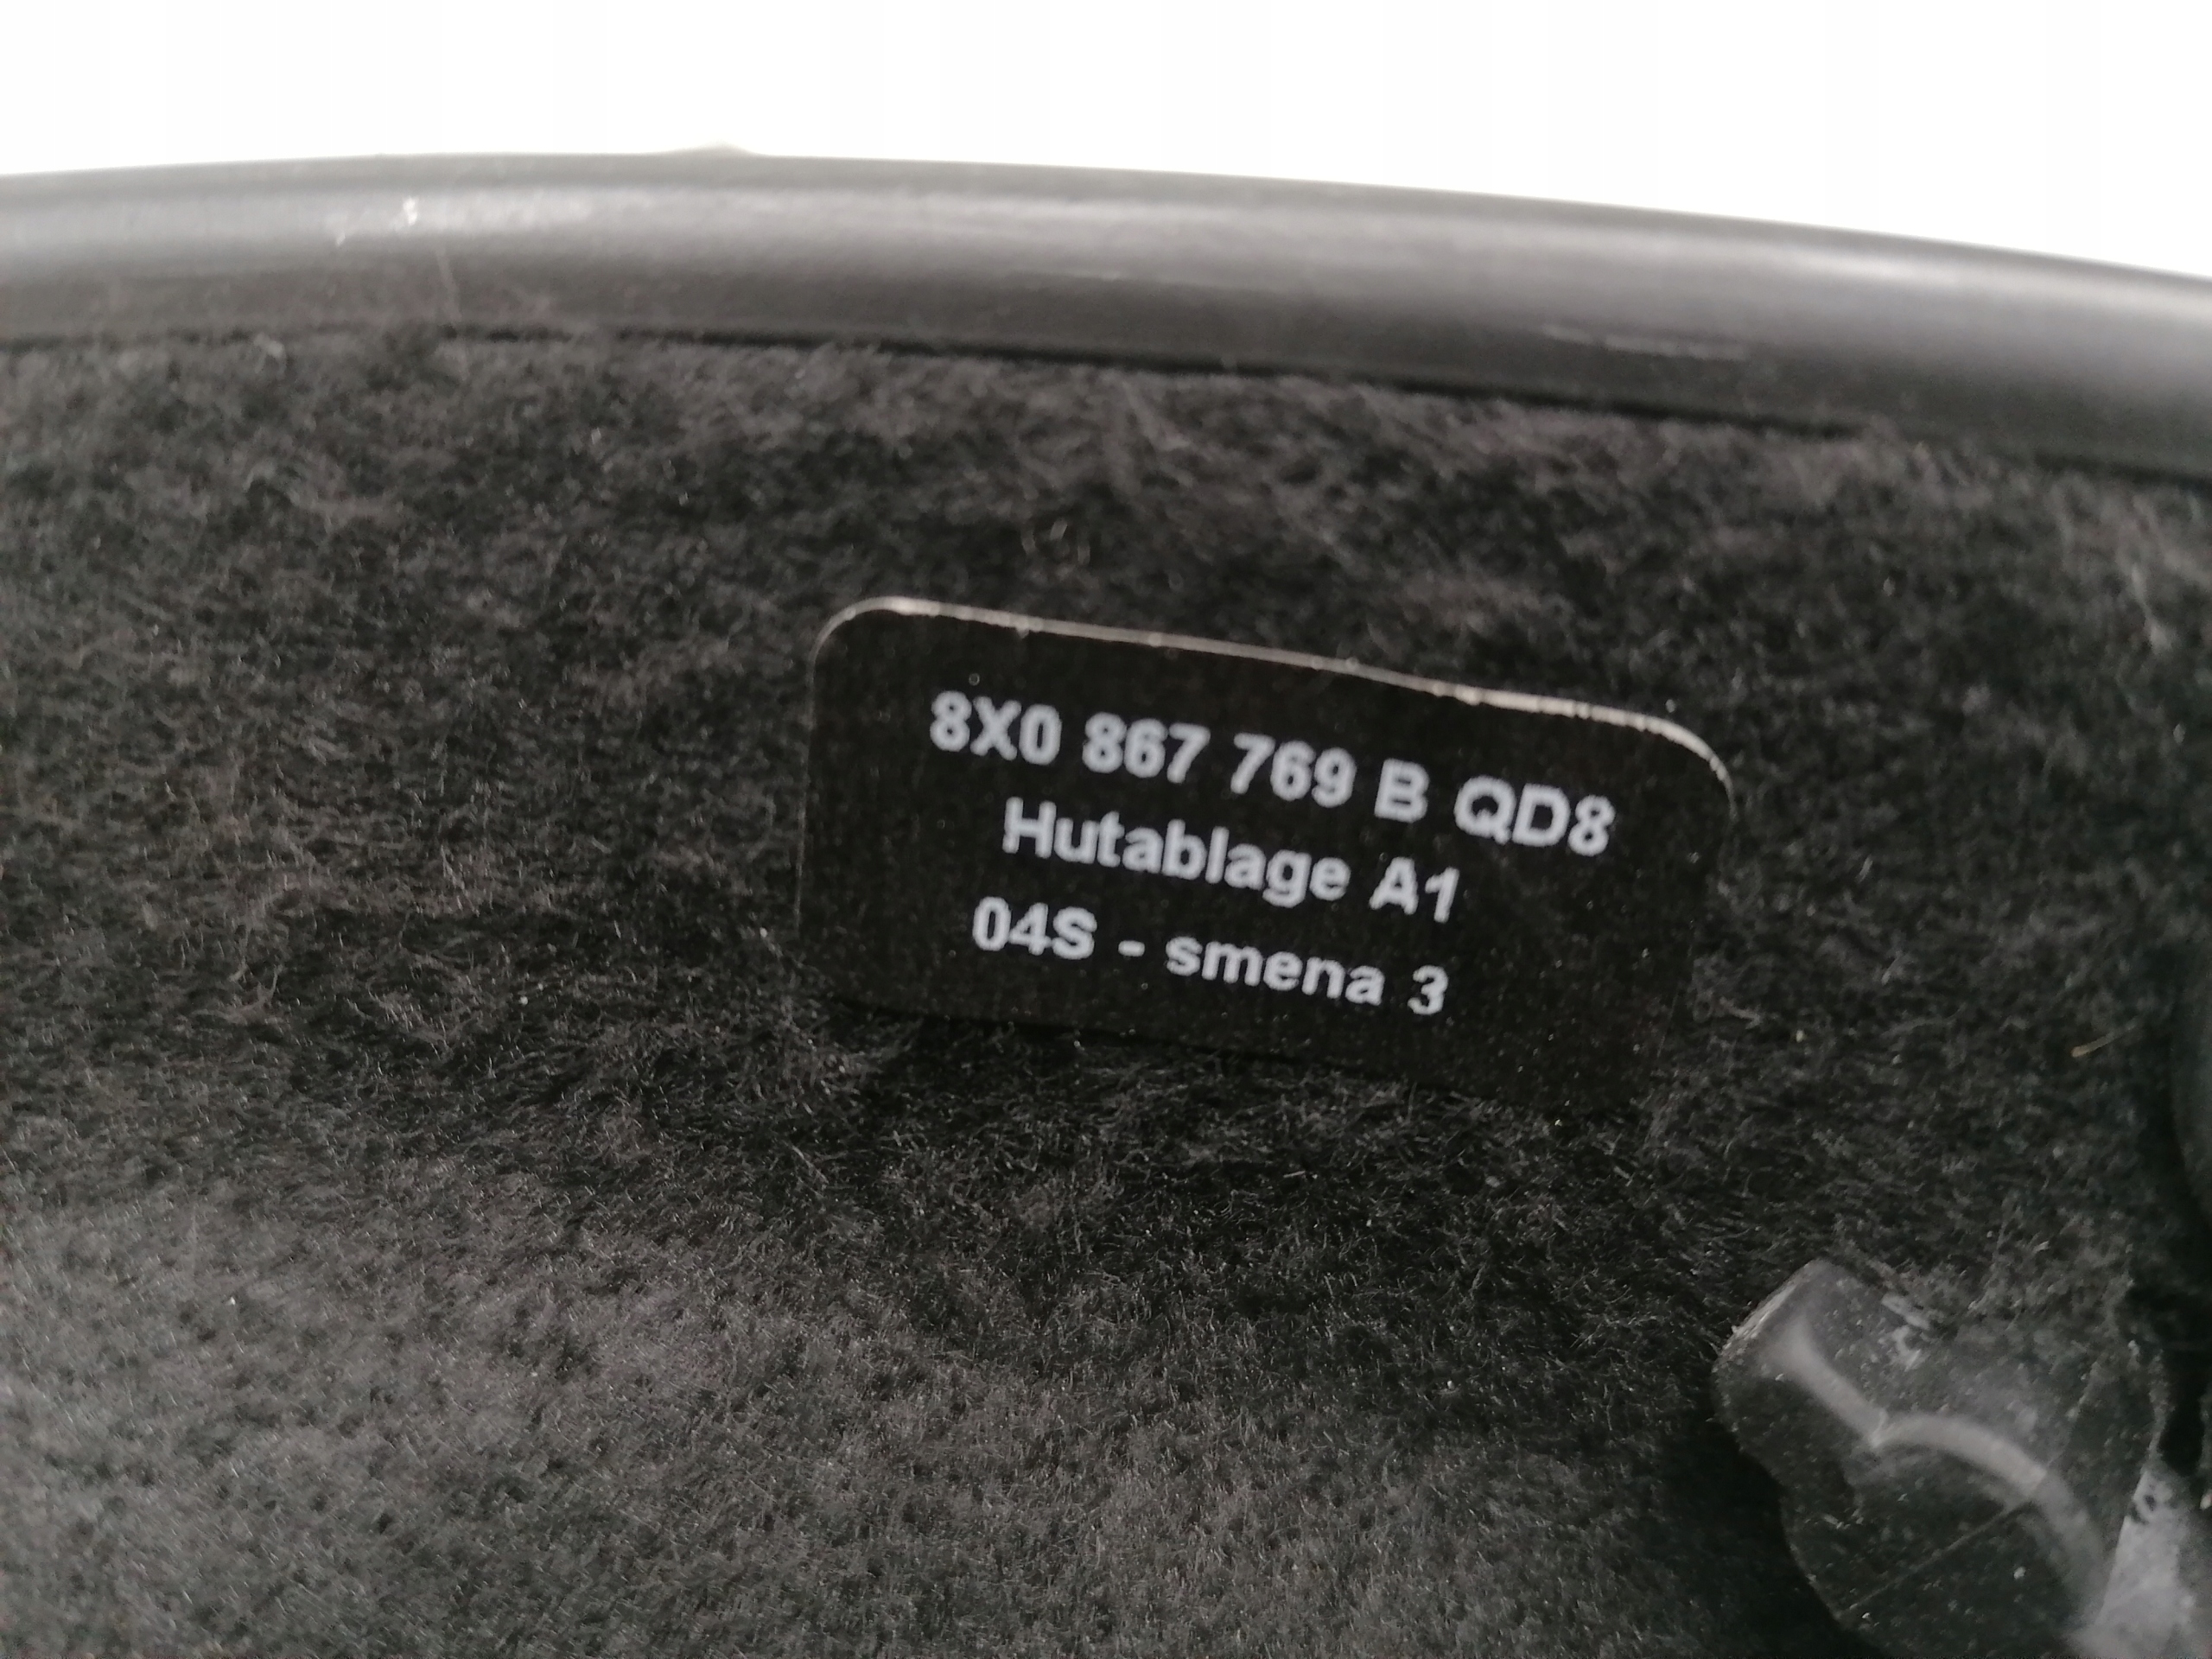 8X0 867 769 B QD8
Hutablage A1
04S - smena 3